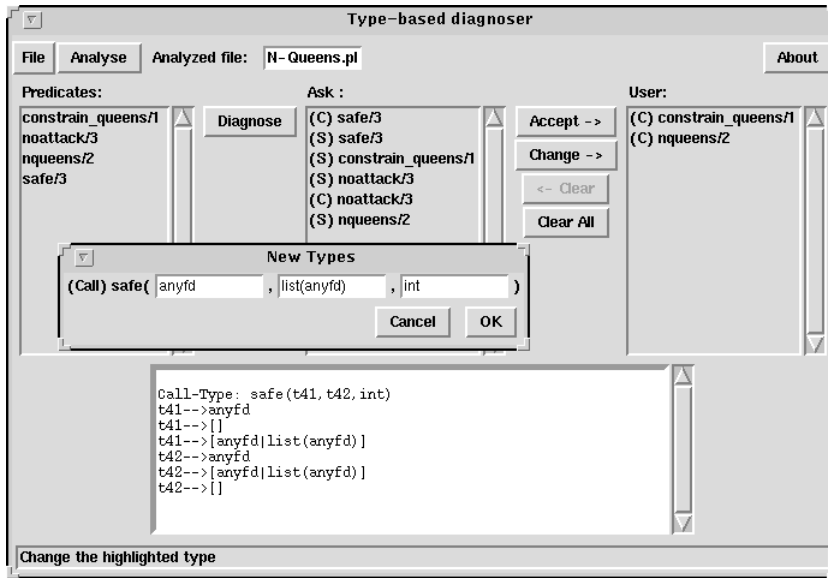 Type-based diagnoser
File Analyse Analyzed file: N-Queens.pl About
Predicates: Ask : User:
constrain_queens/1
noattack/3
nqueens/2
safe/3
Diagnose
(C) safe/3
(S) safe/3
(S) constrain_queens/1
(S) noattack/3
(C) noattack/3
(S) nqueens/2
Accept ->
Change ->
<- Clear
Clear All
(C) constrain_queens/1
(C) nqueens/2
New Types
(Call) safe( anyfd , list(anyfd) , int )
Cancel OK
Call-Type: safe(t41,t42,int)
t41-->anyfd
t41-->[]
t41-->[anyfd|list(anyfd)]
t42-->anyfd
t42-->[anyfd|list(anyfd)]
t42-->[]
Change the highlighted type